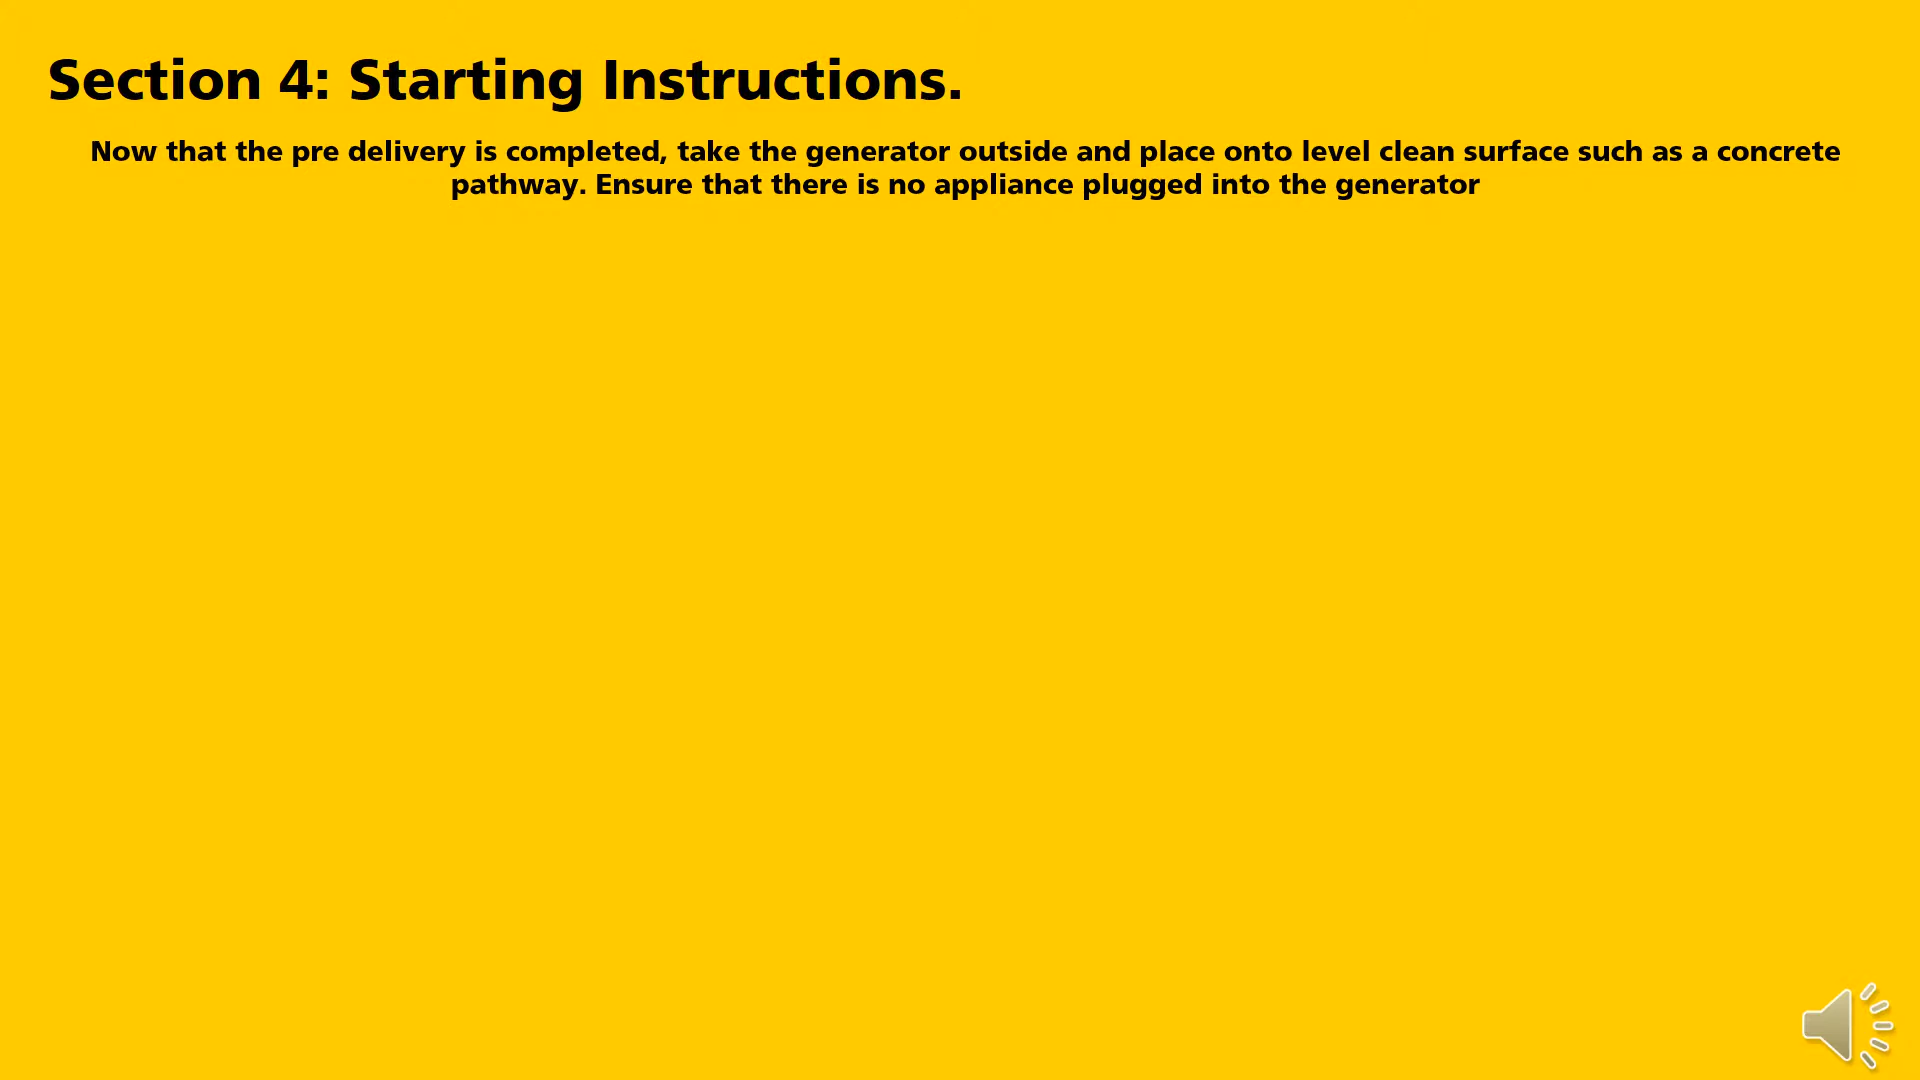 Section 4: Starting Instructions.
Now that the pre delivery is completed, take the generator outside and place onto level clean surface such as a concrete
pathway. Ensure that there is no appliance plugged into the generator